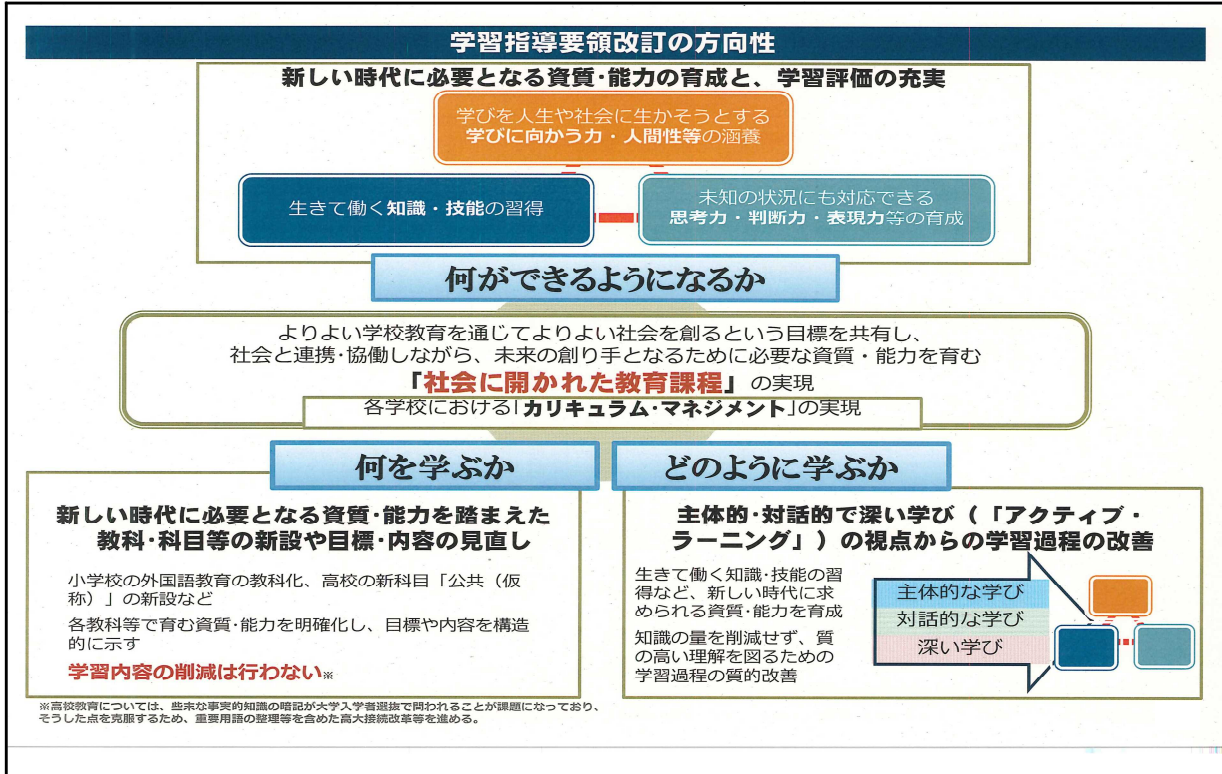 学習指導要領改訂の方向性
新しい時代に必要となる資質・能力の育成と、学習評価の充実
学びを人生や社会に生かそうとする
学びに向かう力・人間性等の涵養
生きて働く知識・技能の習得
未知の状況にも対応できる
思考力・判断力・表現力等の育成
何ができるようになるか
よりよい学校教育を通じてよりよい社会を創るという目標を共有し、
社会と連携・協働しながら、未来の創り手となるために必要な資質・能力を育む
「社会に開かれた教育課程」の実現
各学校における「カリキュラム・マネジメント」の実現
何を学ぶか
新しい時代に必要となる資質・能力を踏まえた
教科・科目等の新設や目標・内容の見直し
小学校の外国語教育の教科化、高校の新科目「公共（仮
称）」の新設など
各教科等で育む資質・能力を明確化し、目標や内容を構造
的に示す
学習内容の削減は行わない※
どのように学ぶか
主体的・対話的で深い学び（「アクティブ・
ラーニング」）の視点からの学習過程の改善
生きて働く知識・技能の習
得など、新しい時代に求
められる資質・能力を育成
知識の量を削減せず、質
の高い理解を図るための
学習過程の質的改善
主体的な学び
対話的な学び
深い学び
※高校教育については、些末な事実的知識の暗記が大学入学者選抜で問われることが課題になっており、
そうした点を克服するため、重要用語の整理等を含めた高大接続改革等を進める。